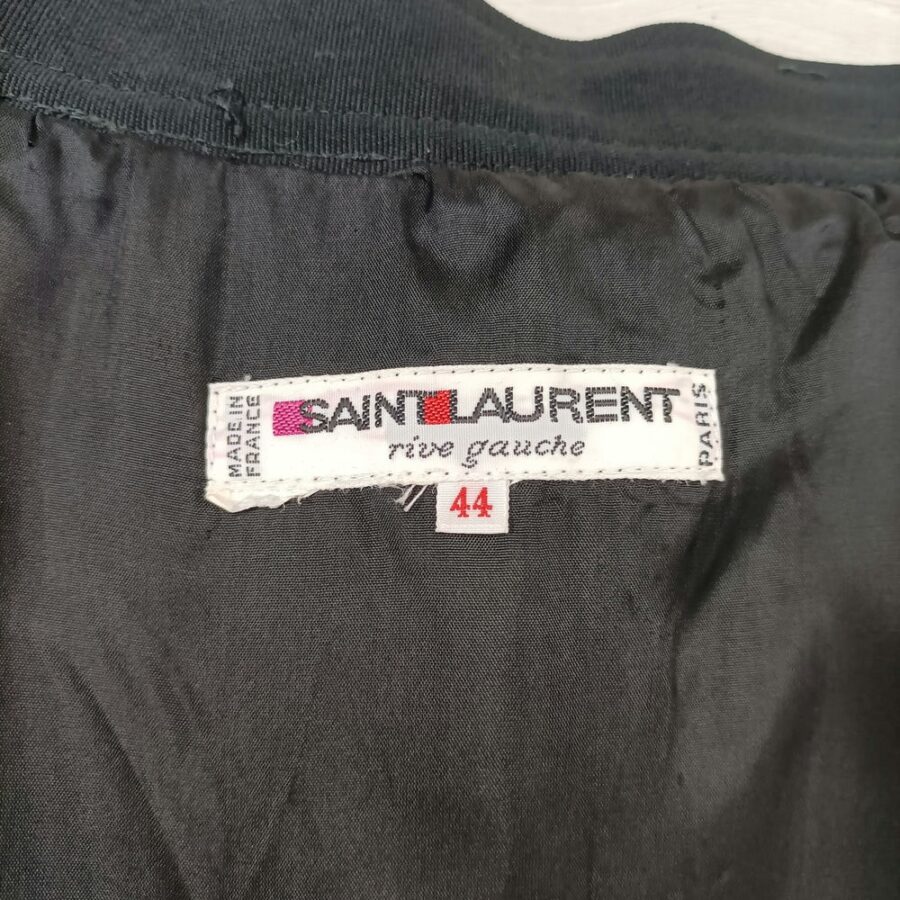 MADE IN
FRANCE
SAINT LAURENT
rive gauche
PARIS
44